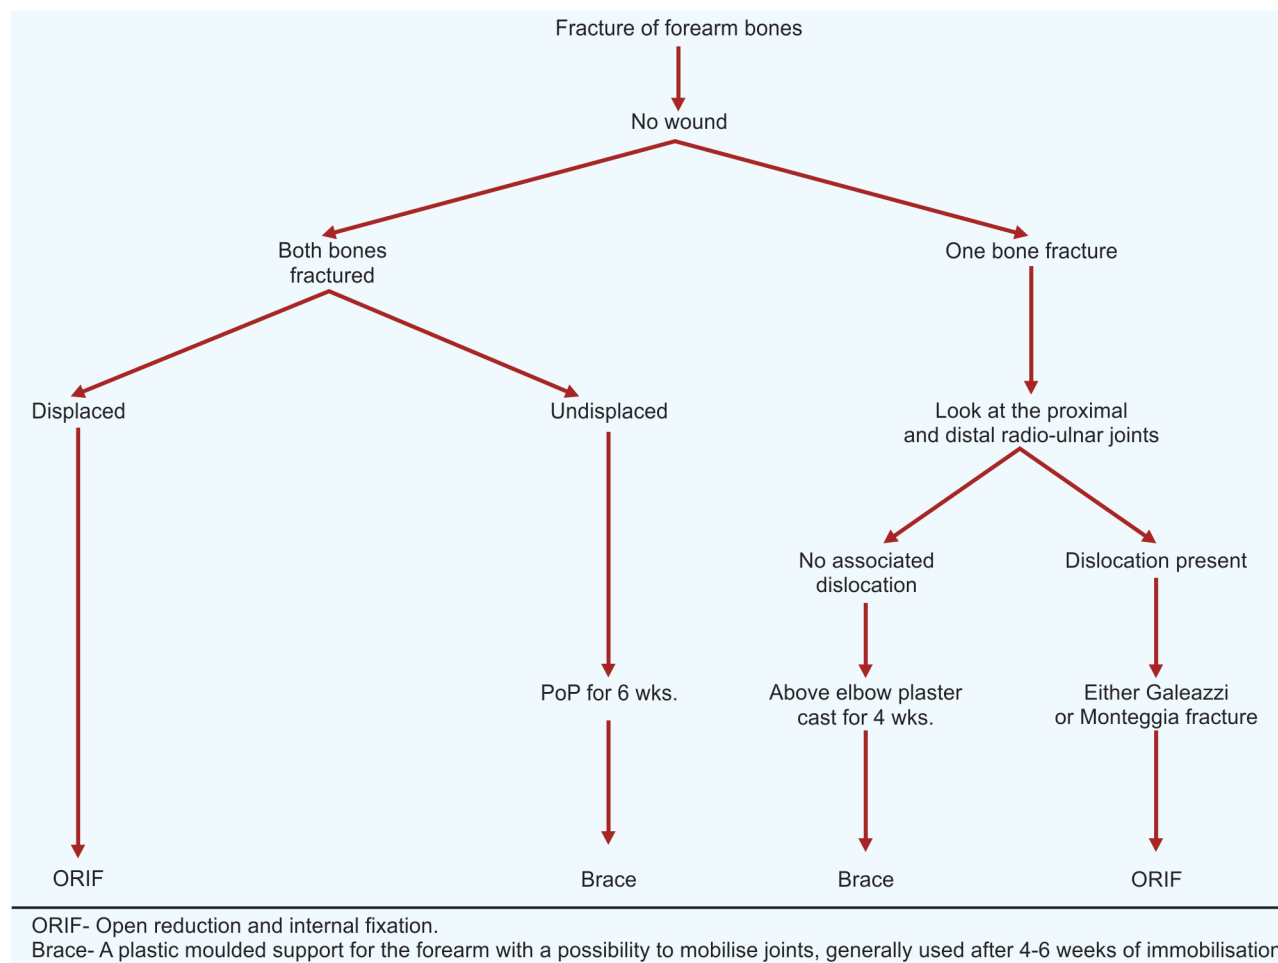 Fracture of forearm bones
No wound
Both bones
fractured
One bone fracture
Displaced
Undisplaced
Look at the proximal
and distal radio-ulnar joints
No associated
dislocation
Dislocation present
PoP for 6 wks.
Above elbow plaster
cast for 4 wks.
Either Galeazzi
or Monteggia fracture
ORIF
Brace
Brace
ORIF
ORIF- Open reduction and internal fixation.
Brace- A plastic moulded support for the forearm with a possibility to mobilise joints, generally used after 4-6 weeks of immobilisation